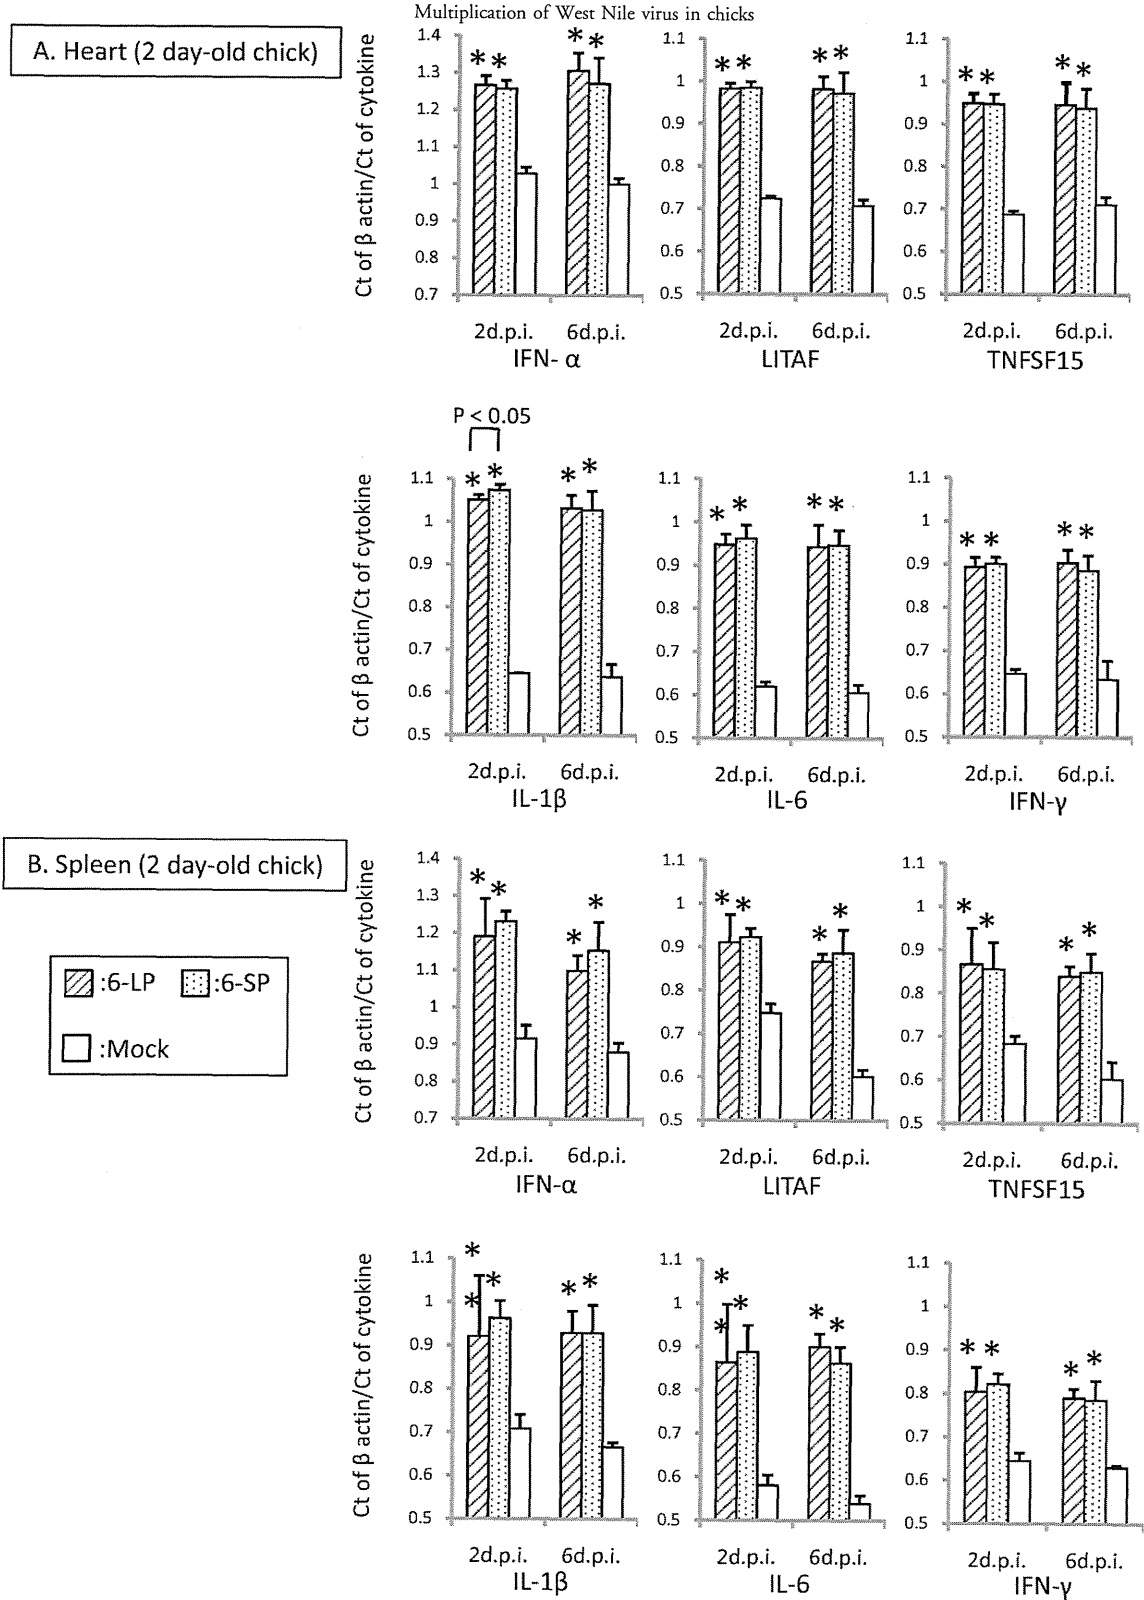 Multiplication of West Nile virus in chicks
A. Heart (2 day-old chick)
Ct of β actin/Ct of cytokine
1.4
1.3
1.2
1.1
1
0.9
0.8
0.7
* * * *
2d.p.i. 6d.p.i.
IFN- α
1.1
1
0.9
0.8
0.7
0.6
0.5
* * * *
2d.p.i. 6d.p.i.
LITAF
1.1
1
0.9
0.8
0.7
0.6
0.5
* * * *
2d.p.i. 6d.p.i.
TNFSF15
P < 0.05
Ct of β actin/Ct of cytokine
1.1
1
0.9
0.8
0.7
0.6
0.5
* * * *
2d.p.i. 6d.p.i.
IL-1β
1.1
1
0.9
0.8
0.7
0.6
0.5
* * * *
2d.p.i. 6d.p.i.
IL-6
1.1
1
0.9
0.8
0.7
0.6
0.5
* * * *
2d.p.i. 6d.p.i.
IFN-γ
B. Spleen (2 day-old chick)
:6-LP :6-SP
:Mock
Ct of β actin/Ct of cytokine
1.4
1.3
1.2
1.1
1
0.9
0.8
0.7
* * * *
2d.p.i. 6d.p.i.
IFN-α
1.1
1
0.9
0.8
0.7
0.6
0.5
* * * *
2d.p.i. 6d.p.i.
LITAF
1.1
1
0.9
0.8
0.7
0.6
0.5
* * * *
2d.p.i. 6d.p.i.
TNFSF15
Ct of β actin/Ct of cytokine
1.1
1
0.9
0.8
0.7
0.6
0.5
*
* * * *
2d.p.i. 6d.p.i.
IL-1β
1.1
1
0.9
0.8
0.7
0.6
0.5
*
* * * *
2d.p.i. 6d.p.i.
IL-6
1.1
1
0.9
0.8
0.7
0.6
0.5
* * * *
2d.p.i. 6d.p.i.
IFN-γ